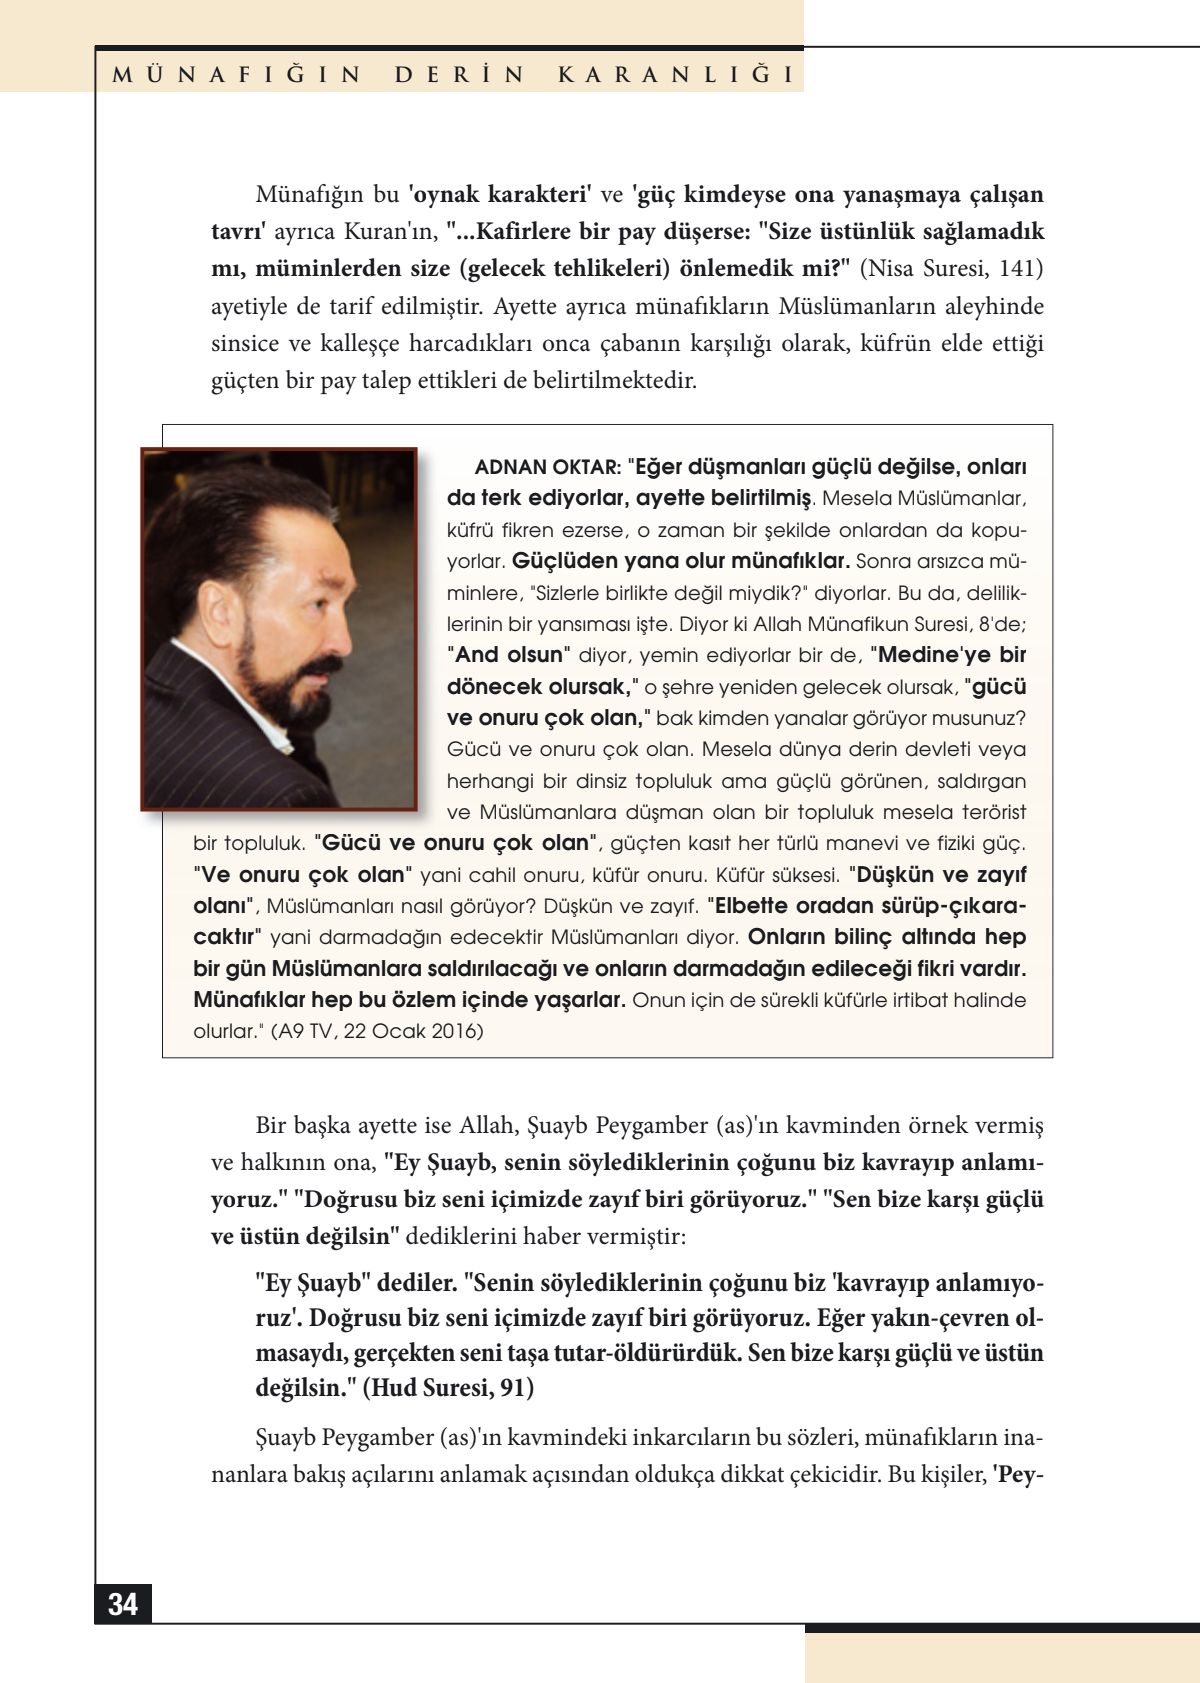 MÜNAFIĞIN DERİN KARANLIĞI
Münafığın bu 'oynak karakteri' ve 'güç kimdeyse ona yanaşmaya çalışan
tavrı' ayrıca Kuran'ın, "...Kafirlere bir pay düşerse: "Size üstünlük sağlamadık
mı, müminlerden size (gelecek tehlikeleri) önlemedik mi?" (Nisa Suresi, 141)
ayetiyle de tarif edilmiştir. Ayette ayrıca münafıkların Müslümanların aleyhinde
sinsice ve kalleşçe harcadıkları onca çabanın karşılığı olarak, küfrün elde ettiği
güçten bir pay talep ettikleri de belirtilmektedir.
ADNAN OKTAR: "Eğer düşmanları güçlü değilse, onları
da terk ediyorlar, ayette belirtilmiş. Mesela Müslümanlar,
küfrü fikren ezerse, o zaman bir şekilde onlardan da kopu-
yorlar. Güçlüden yana olur münafıklar. Sonra arsızca mü-
minlere, "Sizlerle birlikte değil miydik?" diyorlar. Bu da, delilik-
lerinin bir yansıması işte. Diyor ki Allah Münafikun Suresi, 8'de;
"And olsun" diyor, yemin ediyorlar bir de, "Medine'ye bir
dönecek olursak," o şehre yeniden gelecek olursak, "gücü
ve onuru çok olan," bak kimden yanalar görüyor musunuz?
Gücü ve onuru çok olan. Mesela dünya derin devleti veya
herhangi bir dinsiz topluluk ama güçlü görünen, saldırgan
ve Müslümanlara düşman olan bir topluluk mesela terörist
bir topluluk. "Gücü ve onuru çok olan", güçten kasıt her türlü manevi ve fiziki güç.
"Ve onuru çok olan" yani cahil onuru, küfür onuru. Küfür süksesi. "Düşkün ve zayıf
olanı", Müslümanları nasıl görüyor? Düşkün ve zayıf. "Elbette oradan sürüp-çıkara-
caktır" yani darmadağın edecektir Müslümanları diyor. Onların bilinç altında hep
bir gün Müslümanlara saldırılacağı ve onların darmadağın edileceği fikri vardır.
Münafıklar hep bu özlem içinde yaşarlar. Onun için de sürekli küfürle irtibat halinde
olurlar." (A9 TV, 22 Ocak 2016)
Bir başka ayette ise Allah, Şuayb Peygamber (as)'ın kavminden örnek vermiş
ve halkının ona, "Ey Şuayb, senin söylediklerinin çoğunu biz kavrayıp anlamı-
yoruz." "Doğrusu biz seni içimizde zayıf biri görüyoruz." "Sen bize karşı güçlü
ve üstün değilsin" dediklerini haber vermiştir:
"Ey Şuayb" dediler. "Senin söylediklerinin çoğunu biz 'kavrayıp anlamıyo-
ruz'. Doğrusu biz seni içimizde zayıf biri görüyoruz. Eğer yakın-çevren ol-
masaydı, gerçekten seni taşa tutar-öldürürdük. Sen bize karşı güçlü ve üstün
değilsin." (Hud Suresi, 91)
Şuayb Peygamber (as)'ın kavmindeki inkarcıların bu sözleri, münafıkların ina-
nanlara bakış açılarını anlamak açısından oldukça dikkat çekicidir. Bu kişiler, 'Pey-
34